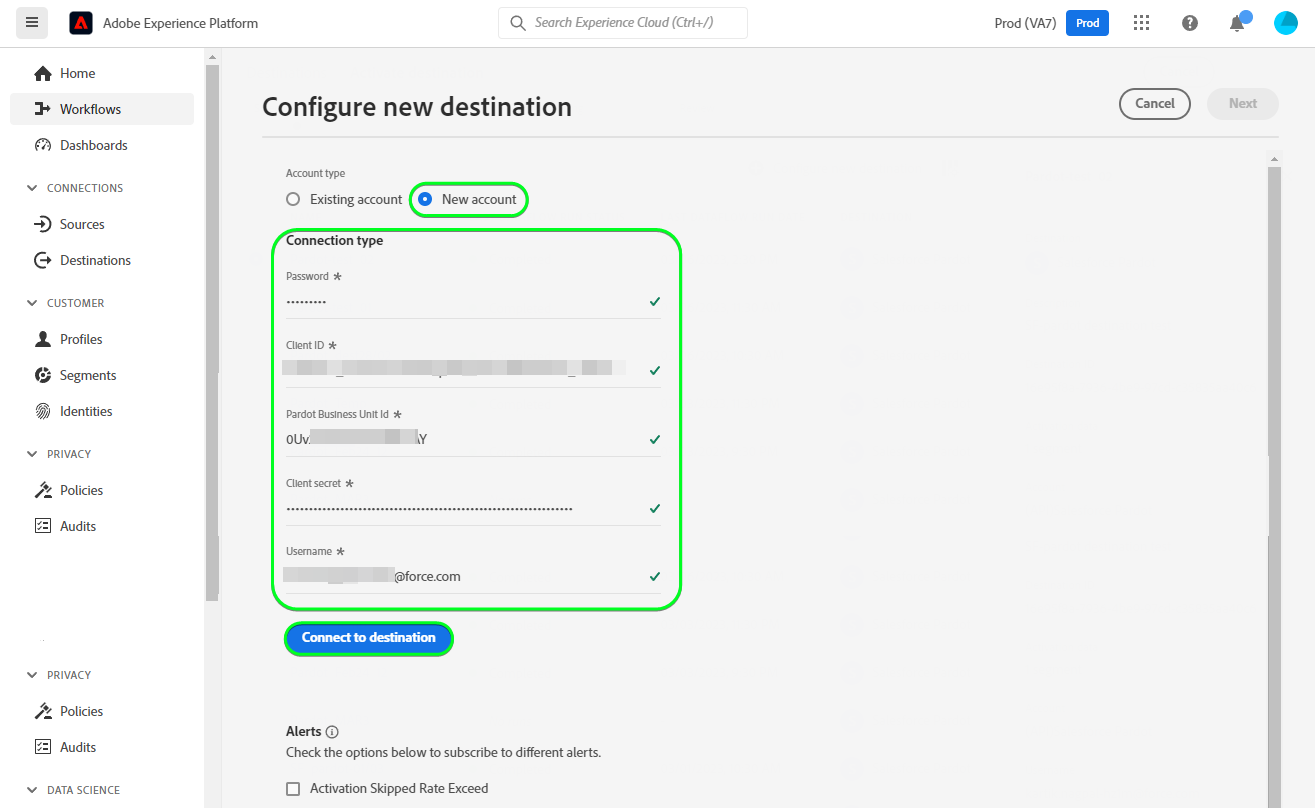 Adobe Experience Platform
Search Experience Cloud (Ctrl+/)
Prod (VA7)
Prod
Home
Workflows
Dashboards
CONNECTIONS
Sources
Destinations
CUSTOMER
Profiles
Segments
Identities
PRIVACY
Policies
Audits
PRIVACY
Policies
Audits
DATA SCIENCE
Configure new destination
Cancel
Next
Account type
Existing account
New account
Connection type
Password *
•••••••••
Client ID *
Pardot Business Unit Id *
0Uv
Y
Client secret *
Username *
@force.com
Connect to destination
Alerts
Check the options below to subscribe to different alerts.
Activation Skipped Rate Exceed